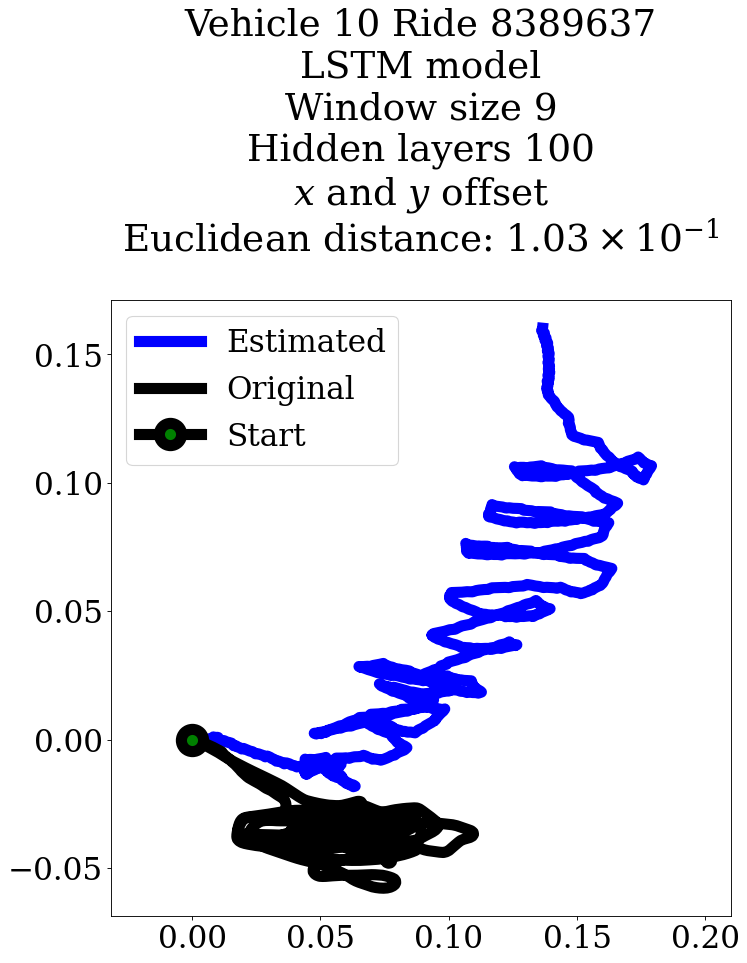 Vehicle 10 Ride 8389637
LSTM model
Window size 9
Hidden layers 100
x and y offset
Euclidean distance: 1.03 × 10⁻¹
Estimated
Original
Start
0.15
0.10
0.05
0.00
−0.05
0.00 0.05 0.10 0.15 0.20